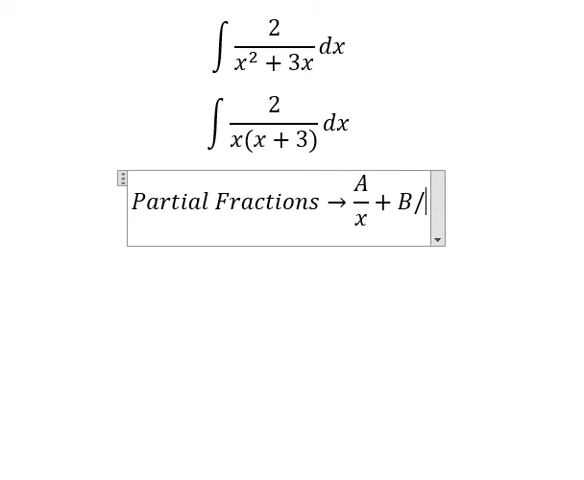 ∫ 2/(x² + 3x) dx
∫ 2/(x(x + 3)) dx
Partial Fractions → A/x + B/